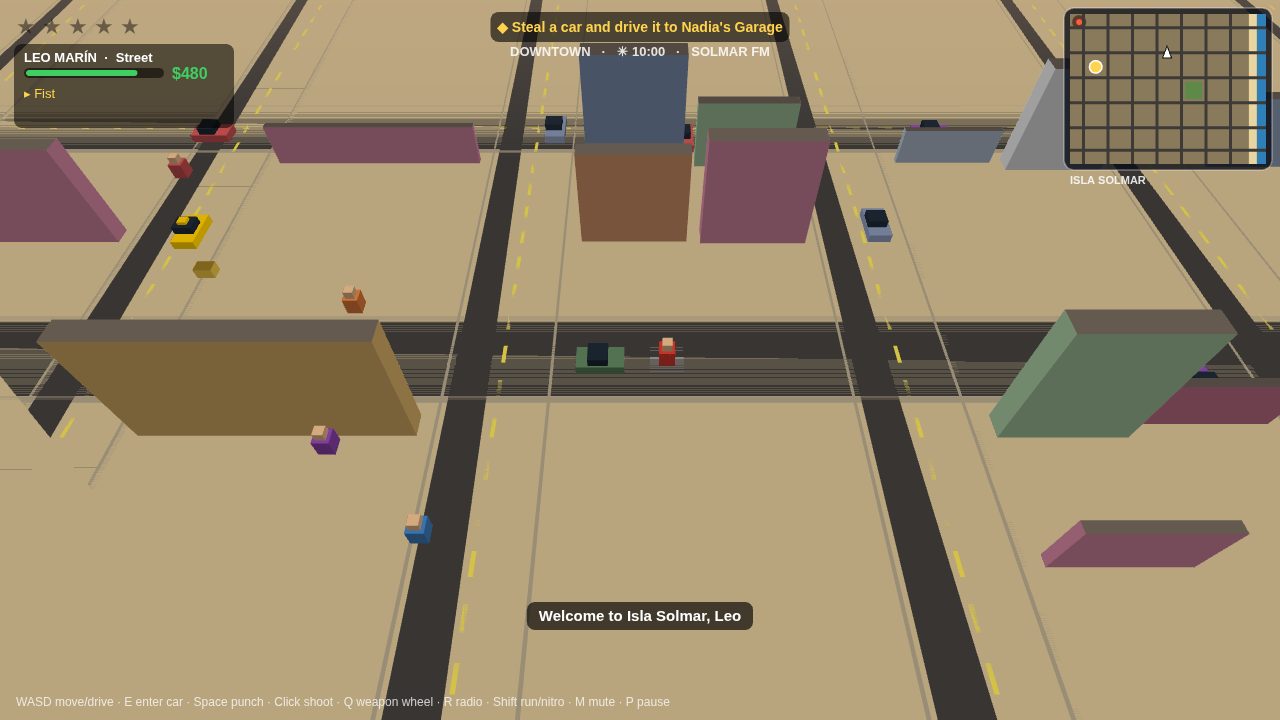 ★ ★ ★ ★ ★
LEO MARÍN · Street
$480
▸ Fist
◆ Steal a car and drive it to Nadia's Garage
DOWNTOWN · ☀ 10:00 · SOLMAR FM
ISLA SOLMAR
Welcome to Isla Solmar, Leo
WASD move/drive · E enter car · Space punch · Click shoot · Q weapon wheel · R radio · Shift run/nitro · M mute · P pause